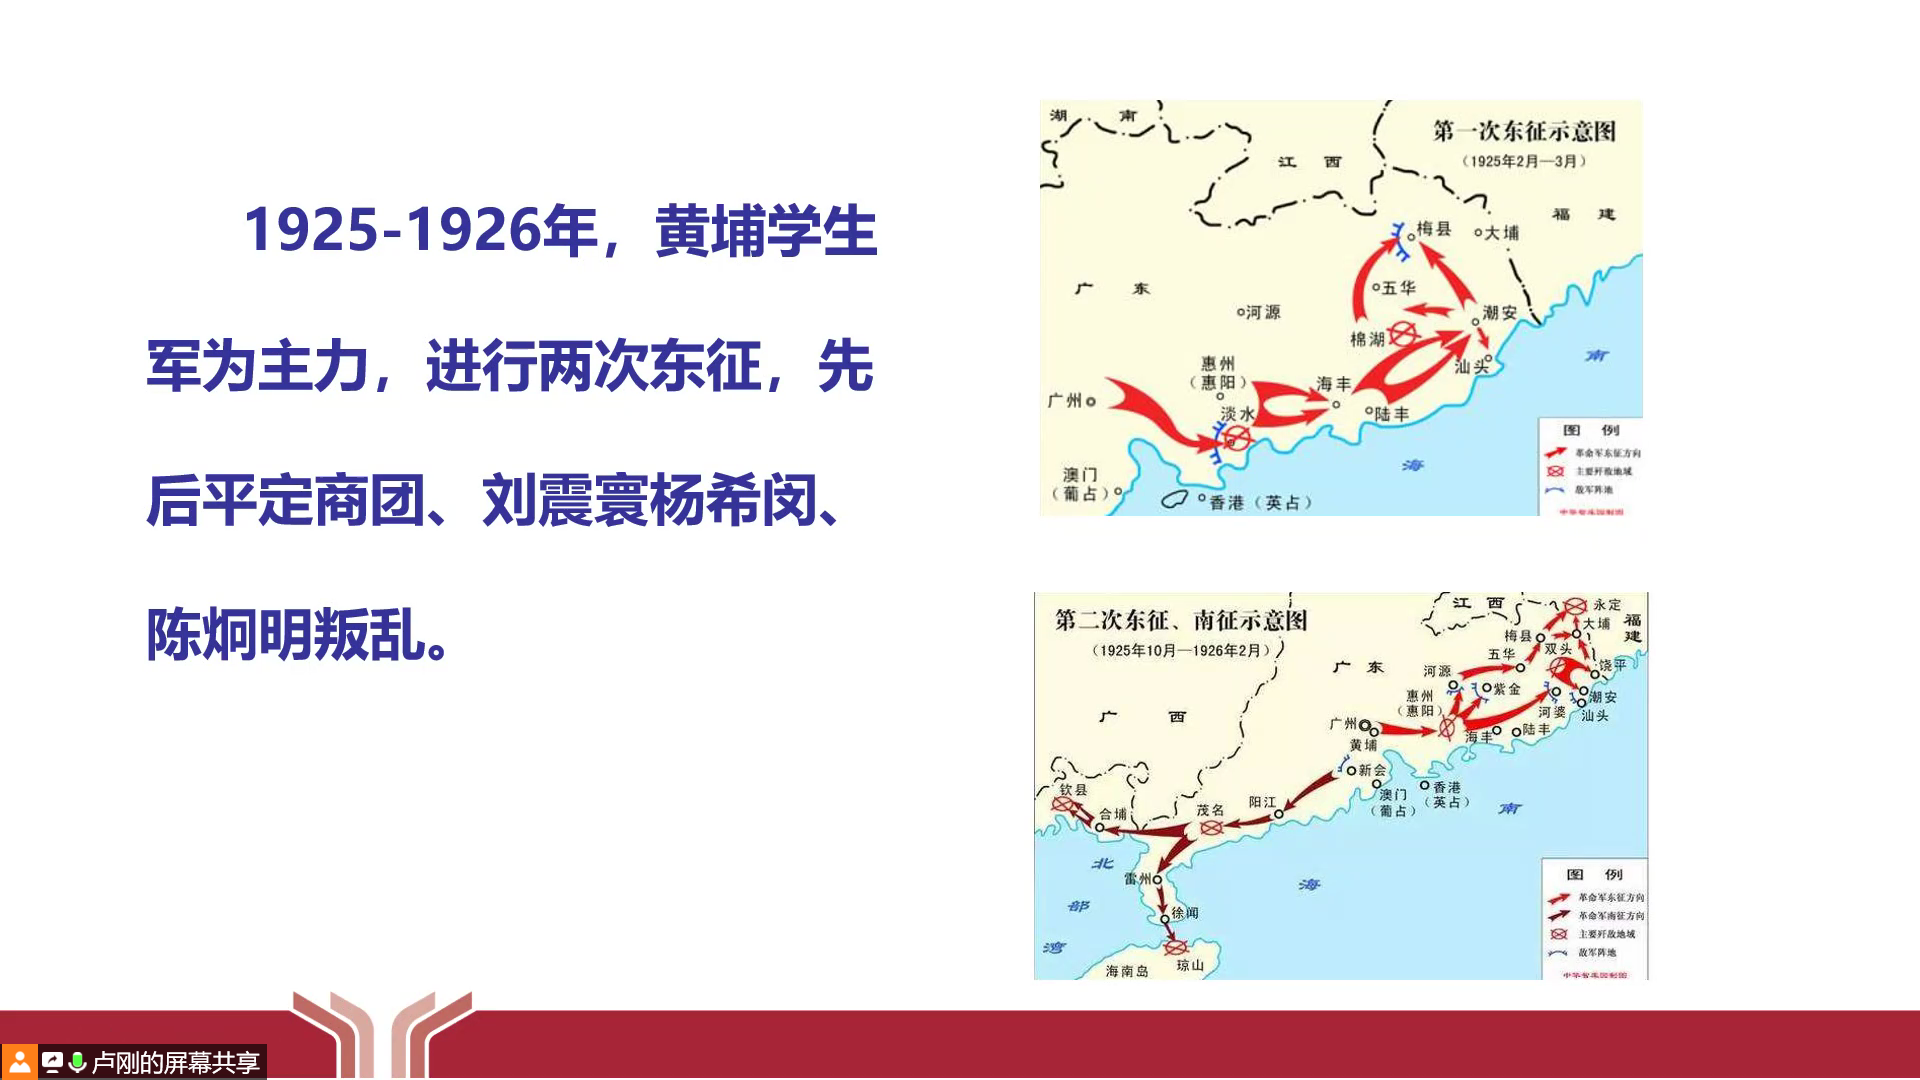 1925-1926年，黄埔学生
军为主力，进行两次东征，先
后平定商团、刘震寰杨希闵、
陈炯明叛乱。
第一次东征示意图
（1925年2月—3月）
湖 南
江 西
福 建
梅县
大埔
广 东
五华
河源
潮安
棉湖
惠州
（惠阳）
汕头
南
海丰
广州
淡水
陆丰
海
澳门
（葡占）
香港（英占）
图 例
革命军东征方向
主要歼敌地域
敌军阵地
第二次东征、南征示意图
（1925年10月—1926年2月）
江 西
永定
大埔
福
建
梅县
双头
五华
广 东
河源
饶平
紫金
惠州
（惠阳）
潮安
河婆
汕头
广 西
广州
海丰
陆丰
黄埔
新会
钦县
澳门
（葡占）
香港
（英占）
阳江
茂名
合埔
南
北
雷州
海
部
徐闻
湾
琼山
海南岛
图 例
革命军东征方向
革命军南征方向
主要歼敌地域
敌军阵地
卢刚的屏幕共享